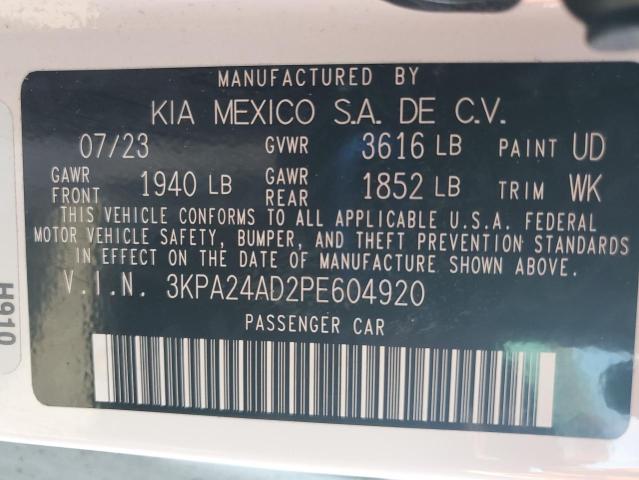 MANUFACTURED BY
KIA MEXICO S.A. DE C.V.
07/23 GVWR 3616 LB PAINT UD
GAWR FRONT 1940 LB GAWR REAR 1852 LB TRIM WK
THIS VEHICLE CONFORMS TO ALL APPLICABLE U.S.A. FEDERAL
MOTOR VEHICLE SAFETY, BUMPER, AND THEFT PREVENTION STANDARDS
IN EFFECT ON THE DATE OF MANUFACTURE SHOWN ABOVE.
V.I.N. 3KPA24AD2PE604920
PASSENGER CAR
H910